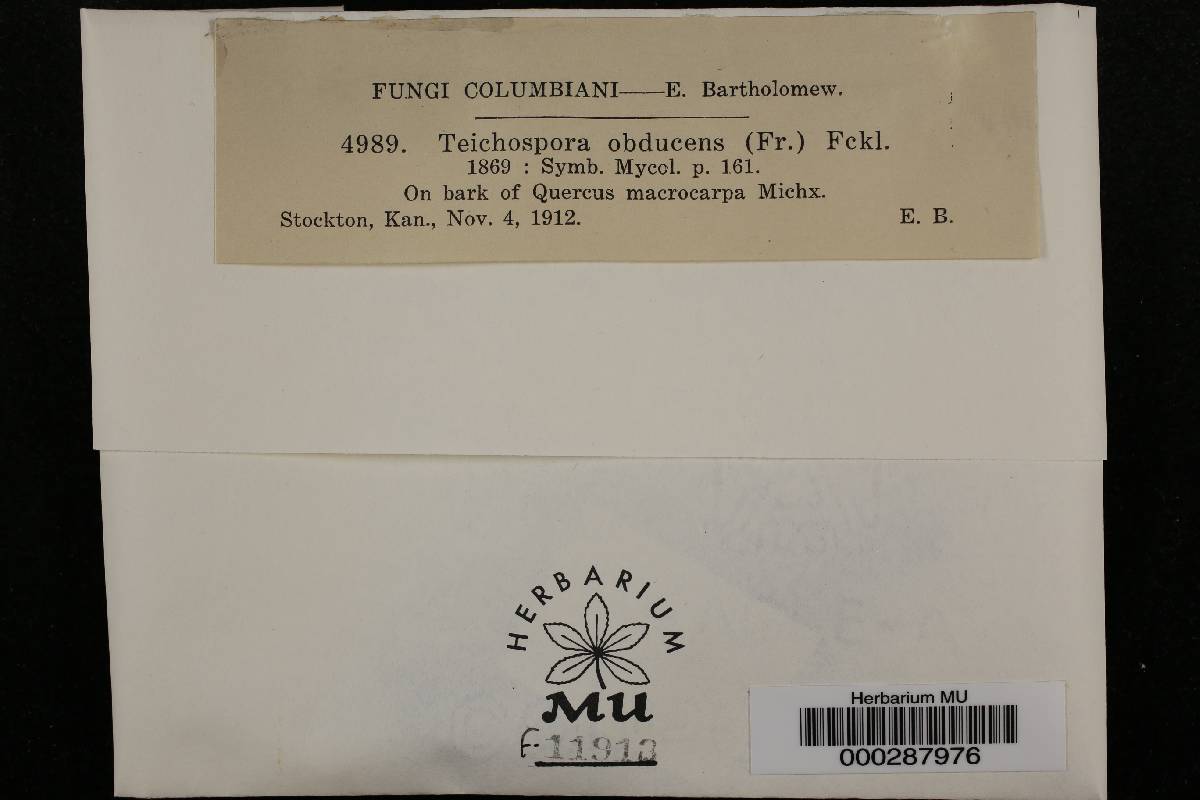 FUNGI COLUMBIANI——E. Bartholomew.
4989. Teichospora obducens (Fr.) Fckl.
1869 : Symb. Mycol. p. 161.
On bark of Quercus macrocarpa Michx.
Stockton, Kan., Nov. 4, 1912. E. B.
HERBARIUM
MU
F-11913
Herbarium MU
000287976